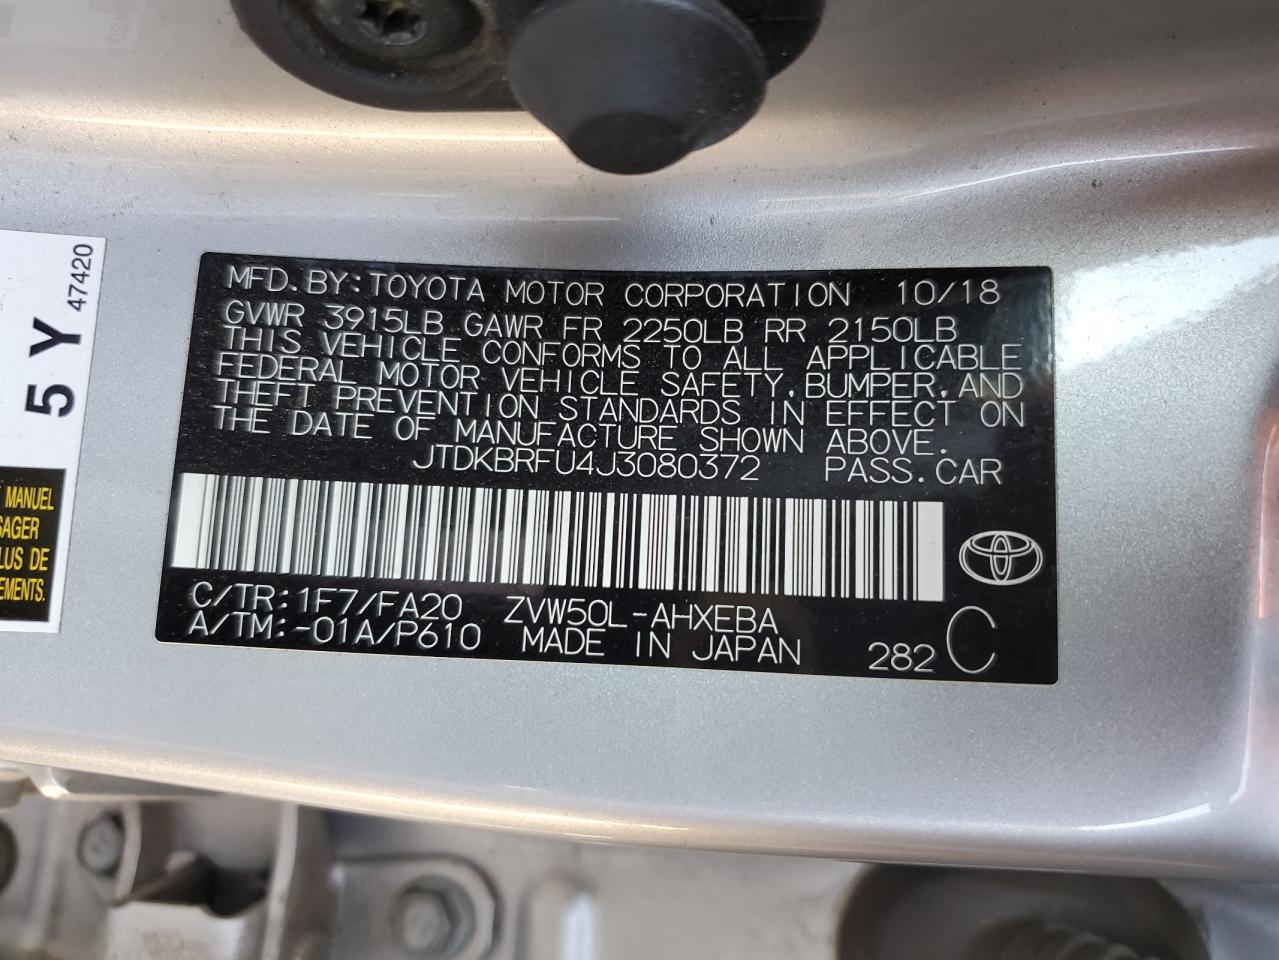 5 Y 47420
MANUEL
SAGER
LUS DE
EMENTS.
MFD.BY:TOYOTA MOTOR CORPORATION 10/18
GVWR 3915LB GAWR FR 2250LB RR 2150LB
THIS VEHICLE CONFORMS TO ALL APPLICABLE
FEDERAL MOTOR VEHICLE SAFETY,BUMPER,AND
THEFT PREVENTION STANDARDS IN EFFECT ON
THE DATE OF MANUFACTURE SHOWN ABOVE.
JTDKBRFU4J3080372 PASS.CAR
C/TR:1F7/FA20 ZVW50L-AHXEBA
A/TM:-01A/P610 MADE IN JAPAN 282 C